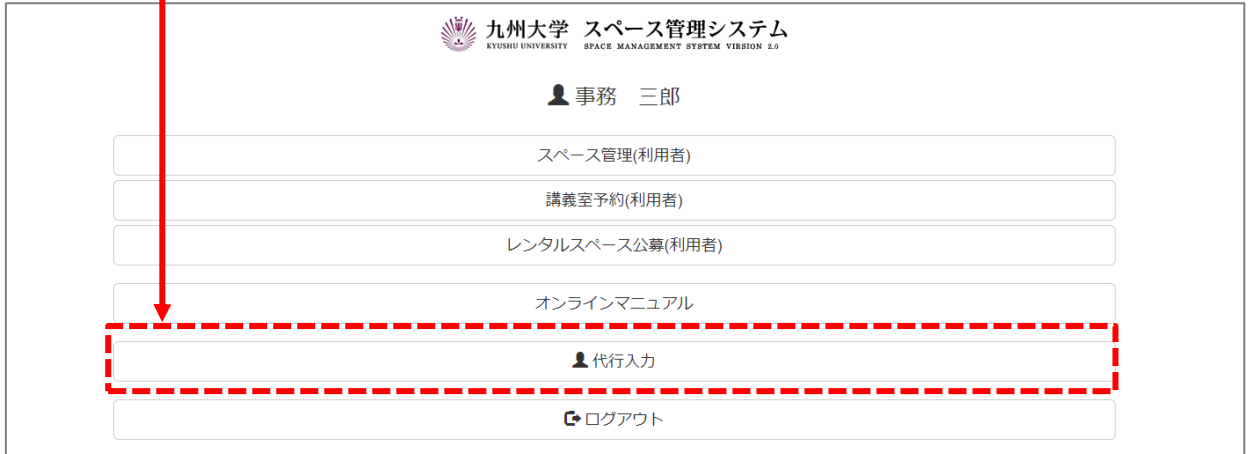 九州大学 スペース管理システム
KYUSHU UNIVERSITY SPACE MANAGEMENT SYSTEM VIRSION 2.0
事務 三郎
スペース管理(利用者)
講義室予約(利用者)
レンタルスペース公募(利用者)
オンラインマニュアル
代行入力
ログアウト